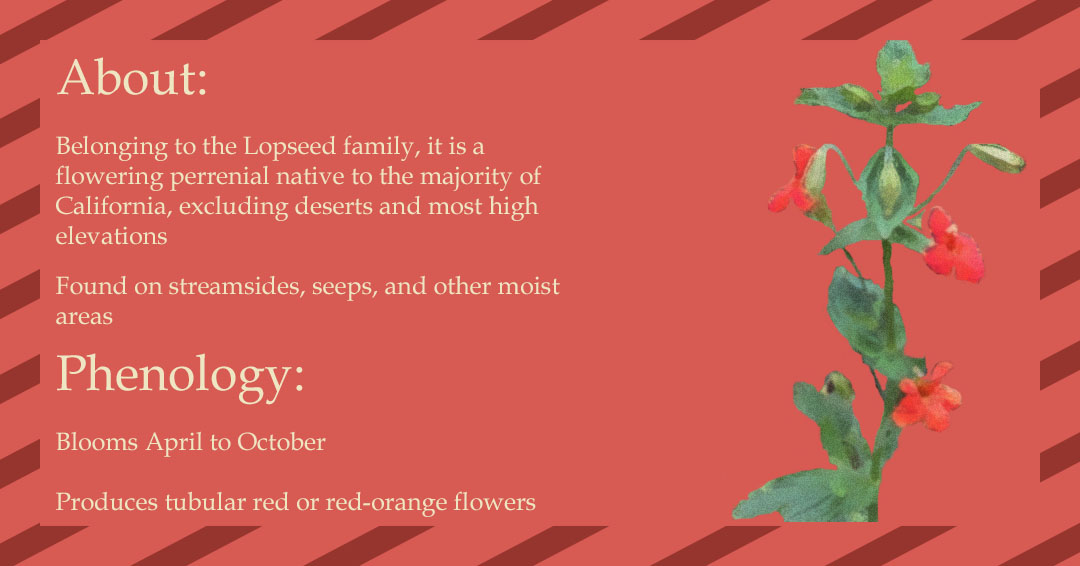 About:
Belonging to the Lopseed family, it is a
flowering perrenial native to the majority of
California, excluding deserts and most high
elevations
Found on streamsides, seeps, and other moist
areas
Phenology:
Blooms April to October
Produces tubular red or red-orange flowers